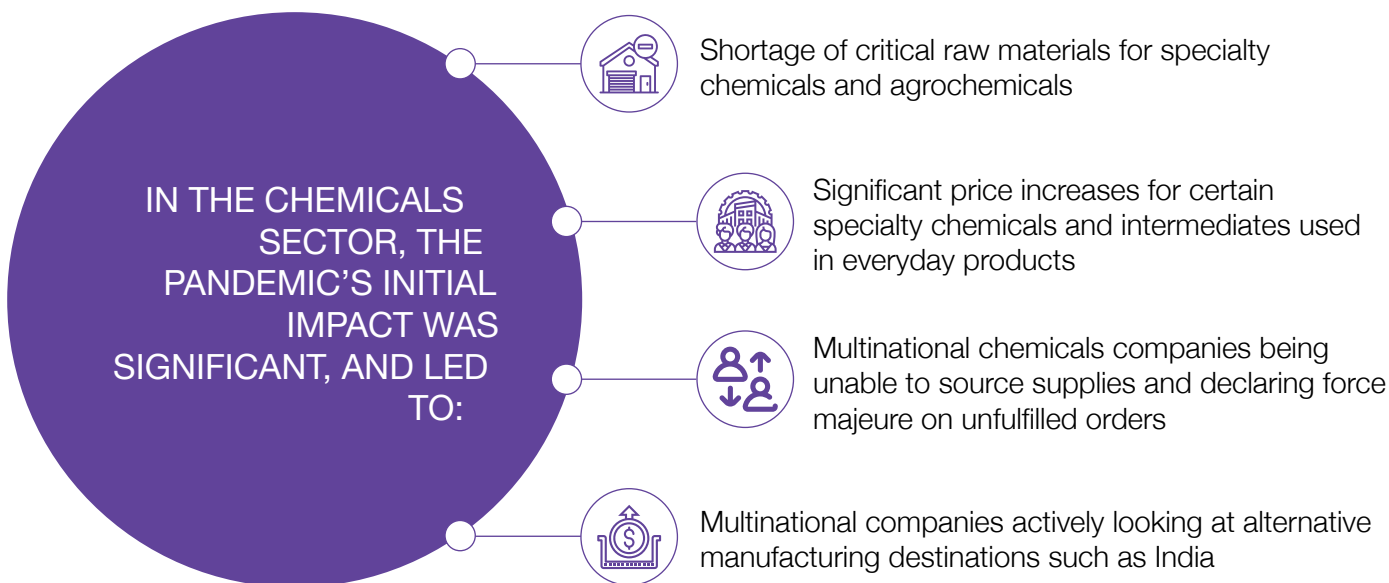 IN THE CHEMICALS
SECTOR, THE
PANDEMIC’S INITIAL
IMPACT WAS
SIGNIFICANT, AND LED
TO:
Shortage of critical raw materials for specialty
chemicals and agrochemicals
Significant price increases for certain
specialty chemicals and intermediates used
in everyday products
Multinational chemicals companies being
unable to source supplies and declaring force
majeure on unfulfilled orders
$
Multinational companies actively looking at alternative
manufacturing destinations such as India